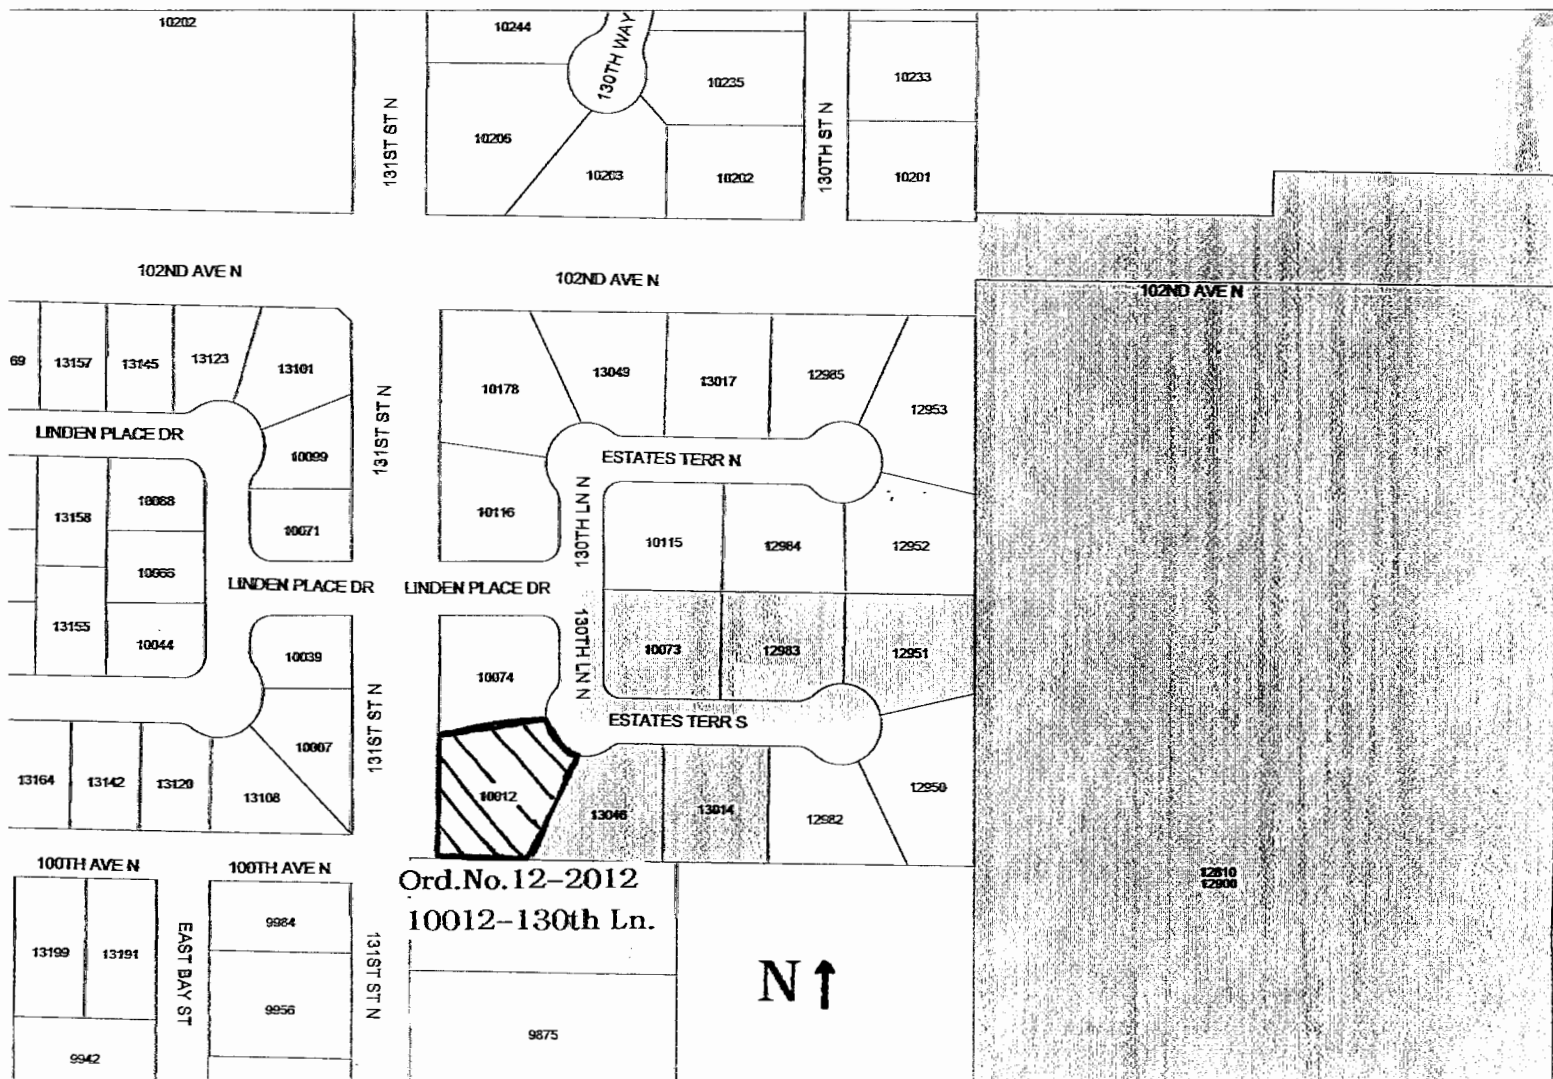 10202
10244
130TH WAY
10235
10233
131ST ST N
10206
130TH ST N
10203
10202
10201
102ND AVE N
102ND AVE N
102ND AVE N
69
13157
13145
13123
13101
10178
13049
13017
12985
12953
131ST ST N
LINDEN PLACE DR
10099
ESTATES TERR N
13158
10088
10071
10116
130TH LN N
10115
12984
12952
10066
LINDEN PLACE DR
LINDEN PLACE DR
13155
10044
10039
10074
130TH LN N
10073
12983
12951
131ST ST N
10007
ESTATES TERR S
13164
13142
13120
13108
10012
13046
13014
12982
12950
100TH AVE N
100TH AVE N
Ord.No.12-2012
10012-130th Ln.
12810
12900
13199
13191
EAST BAY ST
9984
131ST ST N
9956
N
9942
9875